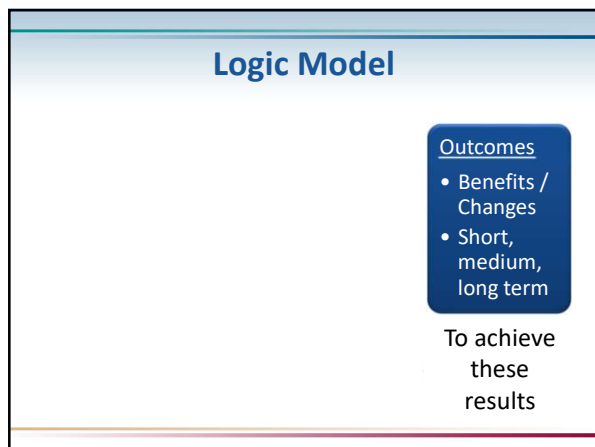 Logic Model
Outcomes
• Benefits /
Changes
• Short,
medium,
long term
To achieve
these
results